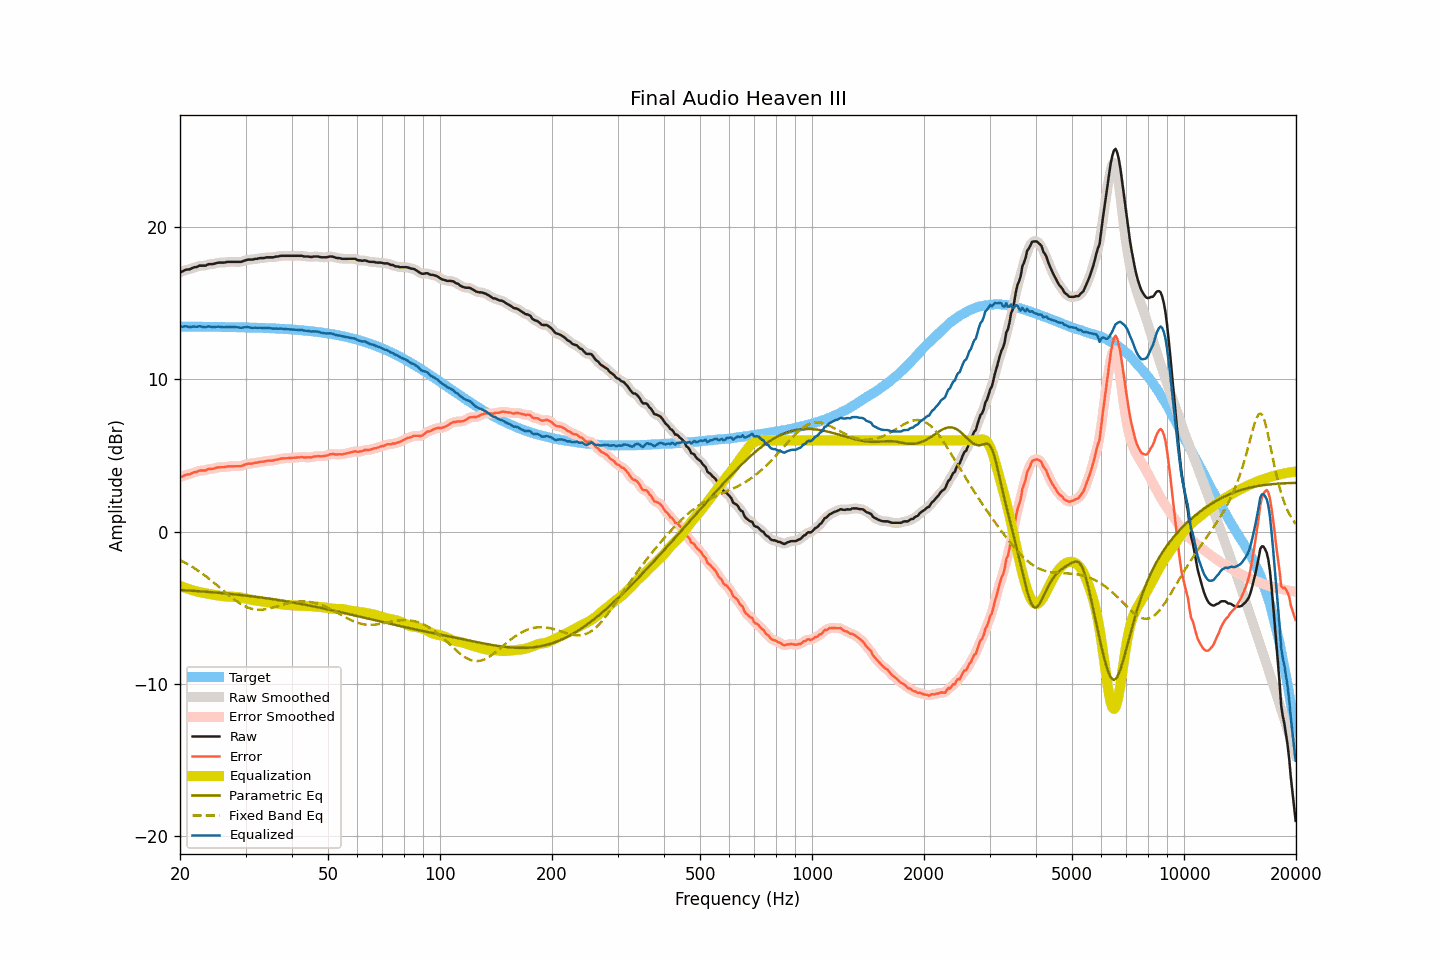 Final Audio Heaven III
Amplitude (dBr)
20
10
0
−10
−20
Target
Raw Smoothed
Error Smoothed
Raw
Error
Equalization
Parametric Eq
Fixed Band Eq
Equalized
20 50 100 200 500 1000 2000 5000 10000 20000
Frequency (Hz)